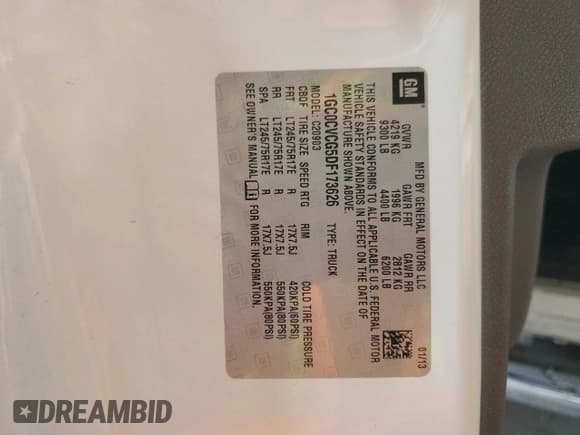 GM
MFD BY GENERAL MOTORS LLC
01/13
GVWR GAWR FRT GAWR RR
4219 KG 1996 KG 2812 KG
9300 LB 4400 LB 6200 LB
THIS VEHICLE CONFORMS TO ALL APPLICABLE U.S. FEDERAL MOTOR
VEHICLE SAFETY STANDARDS IN EFFECT ON THE DATE OF
MANUFACTURE SHOWN ABOVE.
1GC0CVCG5DF173626 TYPE: TRUCK
MODEL: C20903
CBOF TIRE SIZE SPEED RTG RIM COLD TIRE PRESSURE
FRT LT245/75R17E R 17X7.5J 420KPA(60PSI)
RR LT245/75R17E R 17X7.5J 550KPA(80PSI)
SPA LT245/75R17E R 17X7.5J 550KPA(80PSI)
SEE OWNER'S MANUAL FOR MORE INFORMATION.
DREAMBID